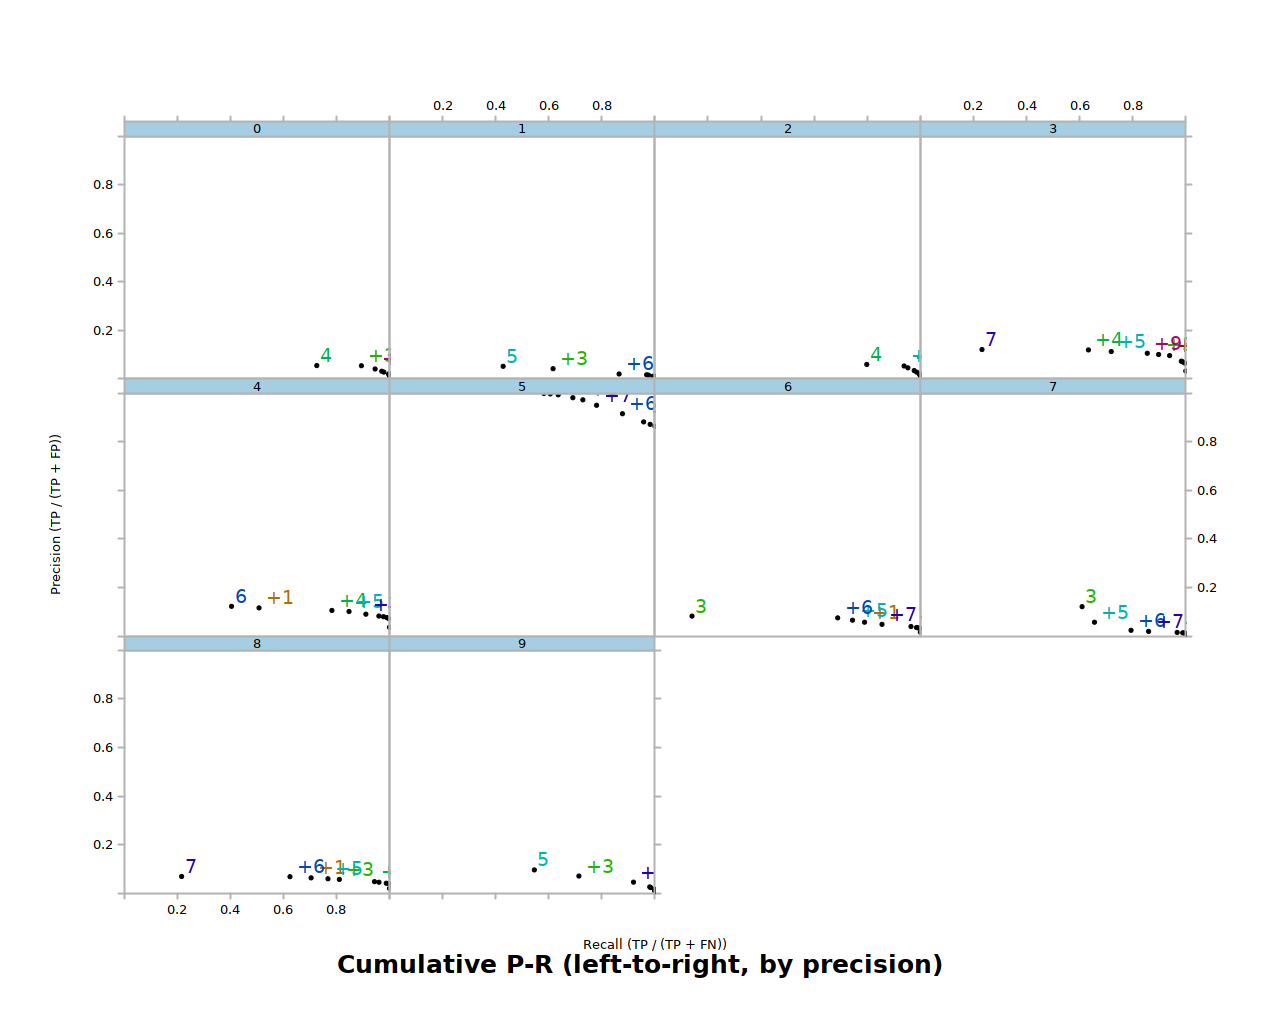 0.2 0.4 0.6 0.8 0.2 0.4 0.6 0.8
0 1 2 3
0.8
0.6
0.4
0.2
4 +3 5 +3 +6 4 + 7 +4 +5 +9
4 5 6 7
+7 +6
0.8
0.6
0.4
0.2
6 +1 +4 +5 + 3 +6 +5 +1 +7 3 +5 +6 +7
Precision (TP / (TP + FP))
8 9
0.8
0.6
0.4
0.2
7 +6 +1 +5 +3 5 +3 +
0.2 0.4 0.6 0.8
Recall (TP / (TP + FN))
Cumulative P-R (left-to-right, by precision)